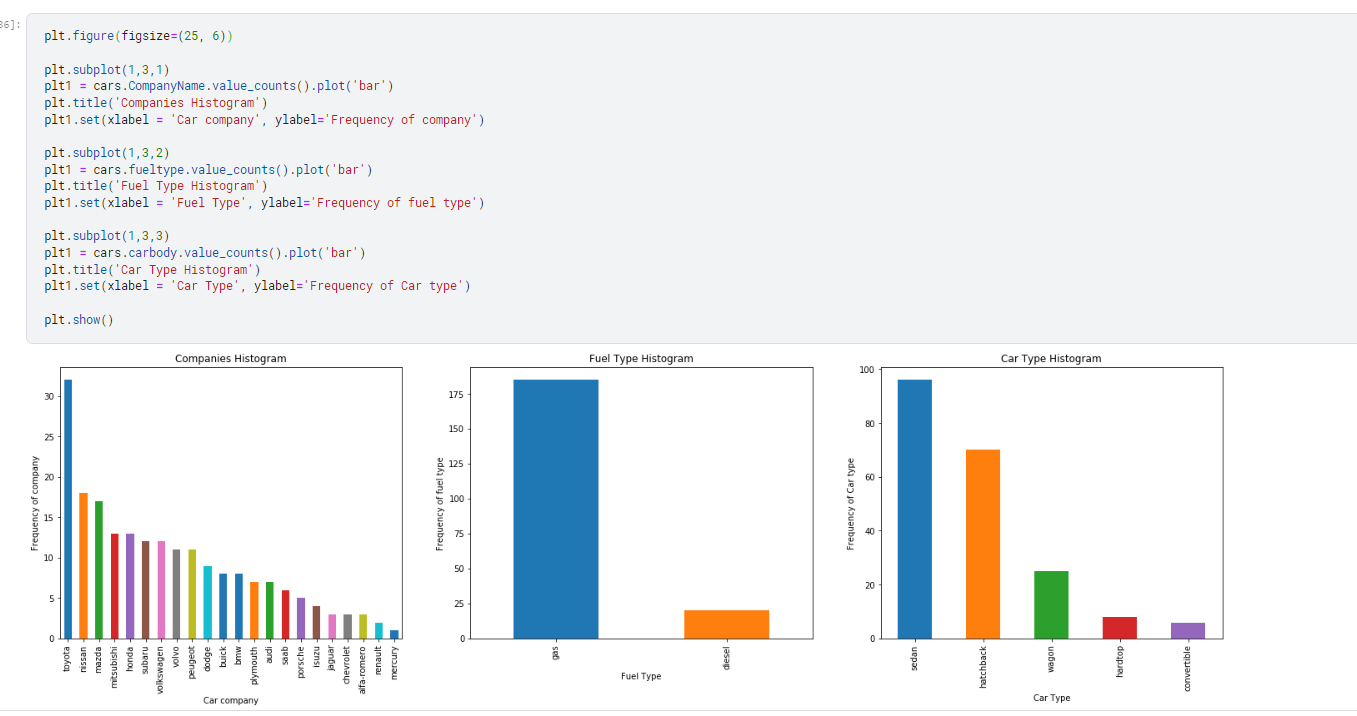 36]:
plt.figure(figsize=(25, 6))
plt.subplot(1,3,1)
plt1 = cars.CompanyName.value_counts().plot('bar')
plt.title('Companies Histogram')
plt1.set(xlabel = 'Car company', ylabel='Frequency of company')
plt.subplot(1,3,2)
plt1 = cars.fueltype.value_counts().plot('bar')
plt.title('Fuel Type Histogram')
plt1.set(xlabel = 'Fuel Type', ylabel='Frequency of fuel type')
plt.subplot(1,3,3)
plt1 = cars.carbody.value_counts().plot('bar')
plt.title('Car Type Histogram')
plt1.set(xlabel = 'Car Type', ylabel='Frequency of Car type')
plt.show()
Companies Histogram
Frequency of company
30
25
20
15
10
5
0
toyota
nissan
mazda
mitsubishi
honda
subaru
volkswagen
volvo
peugeot
dodge
buick
bmw
plymouth
audi
saab
porsche
isuzu
jaguar
chevrolet
alfa-romero
renault
mercury
Car company
Fuel Type Histogram
Frequency of fuel type
175
150
125
100
75
50
25
0
gas
diesel
Fuel Type
Car Type Histogram
Frequency of Car type
100
80
60
40
20
0
sedan
hatchback
wagon
hardtop
convertible
Car Type